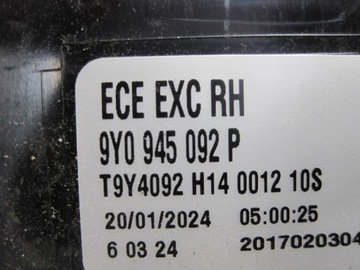 ECE EXC RH
9Y0 945 092 P
T9Y4092 H14 0012 10S
20/01/2024 05:00:25
6 03 24 2017020304